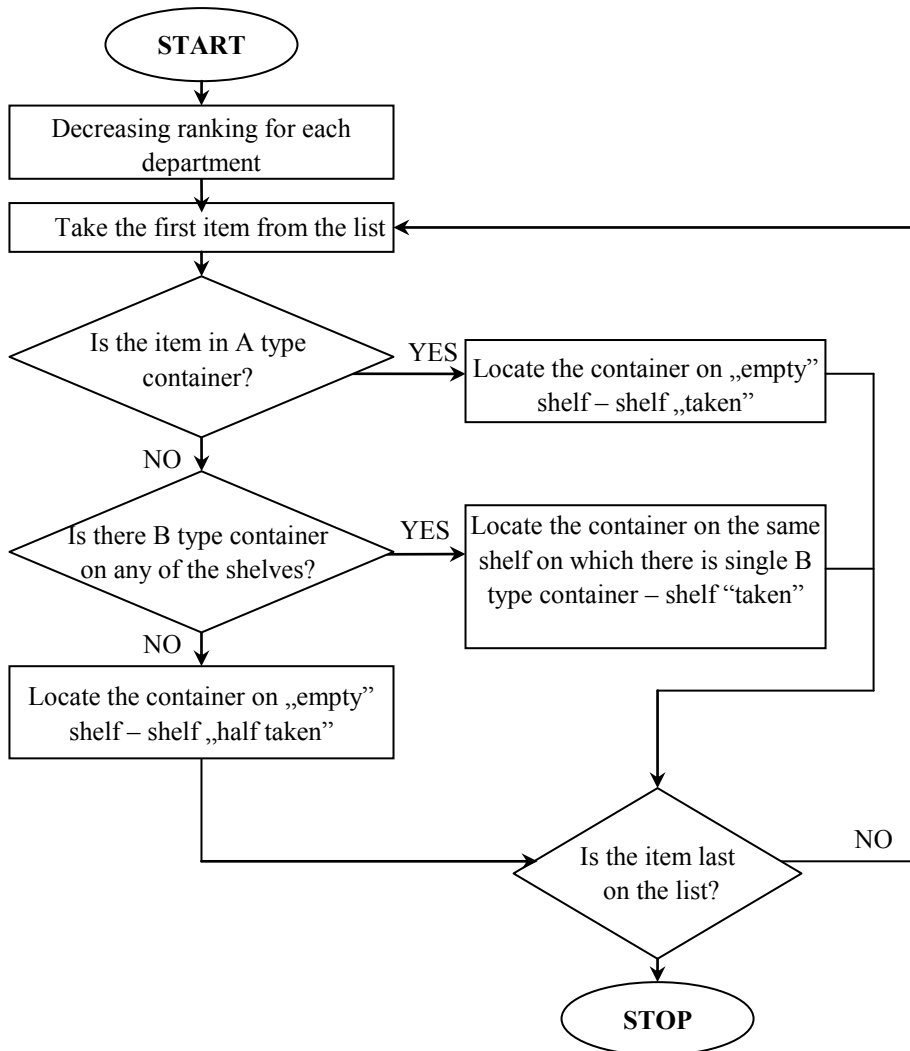 START
Decreasing ranking for each
department
Take the first item from the list
Is the item in A type
container?
YES
Locate the container on „empty”
shelf – shelf „taken”
NO
Is there B type container
on any of the shelves?
YES
Locate the container on the same
shelf on which there is single B
type container – shelf “taken”
NO
Locate the container on „empty”
shelf – shelf „half taken”
Is the item last
on the list?
NO
STOP